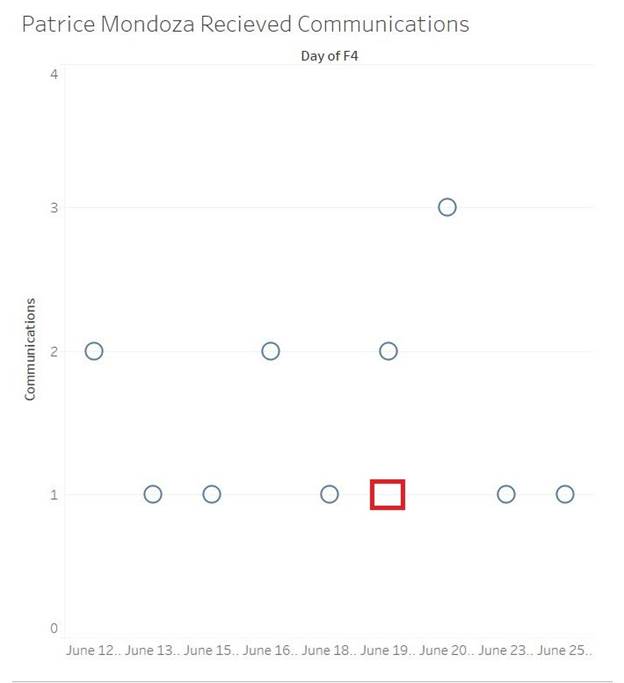 Patrice Mondoza Recieved Communications
Day of F4
4
3
2
1
0
Communications
June 12.. June 13.. June 15.. June 16.. June 18.. June 19.. June 20.. June 23.. June 25..